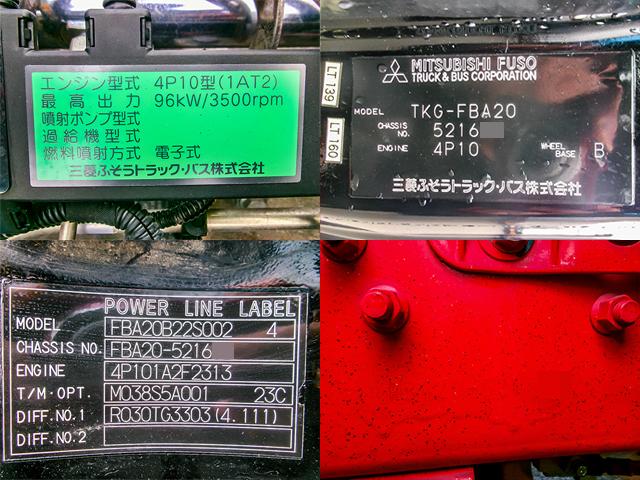 エンジン型式 4P10型(1AT2)
最高出力 96kW/3500rpm
噴射ポンプ型式
過給機型式
燃料噴射方式 電子式
三菱ふそうトラック・バス株式会社
LT 139
LT 160
MITSUBISHI FUSO
TRUCK & BUS CORPORATION
MODEL TKG-FBA20
CHASSIS NO. 5216
ENGINE 4P10 WHEEL BASE B
三菱ふそうトラック・バス株式会社
POWER LINE LABEL
MODEL FBA20B22S002 4
CHASSIS NO. FBA20-5216
ENGINE 4P101A2F2313
T/M·OPT. M038S5A001 23C
DIFF.NO.1 R030TG3303(4.111)
DIFF.NO.2